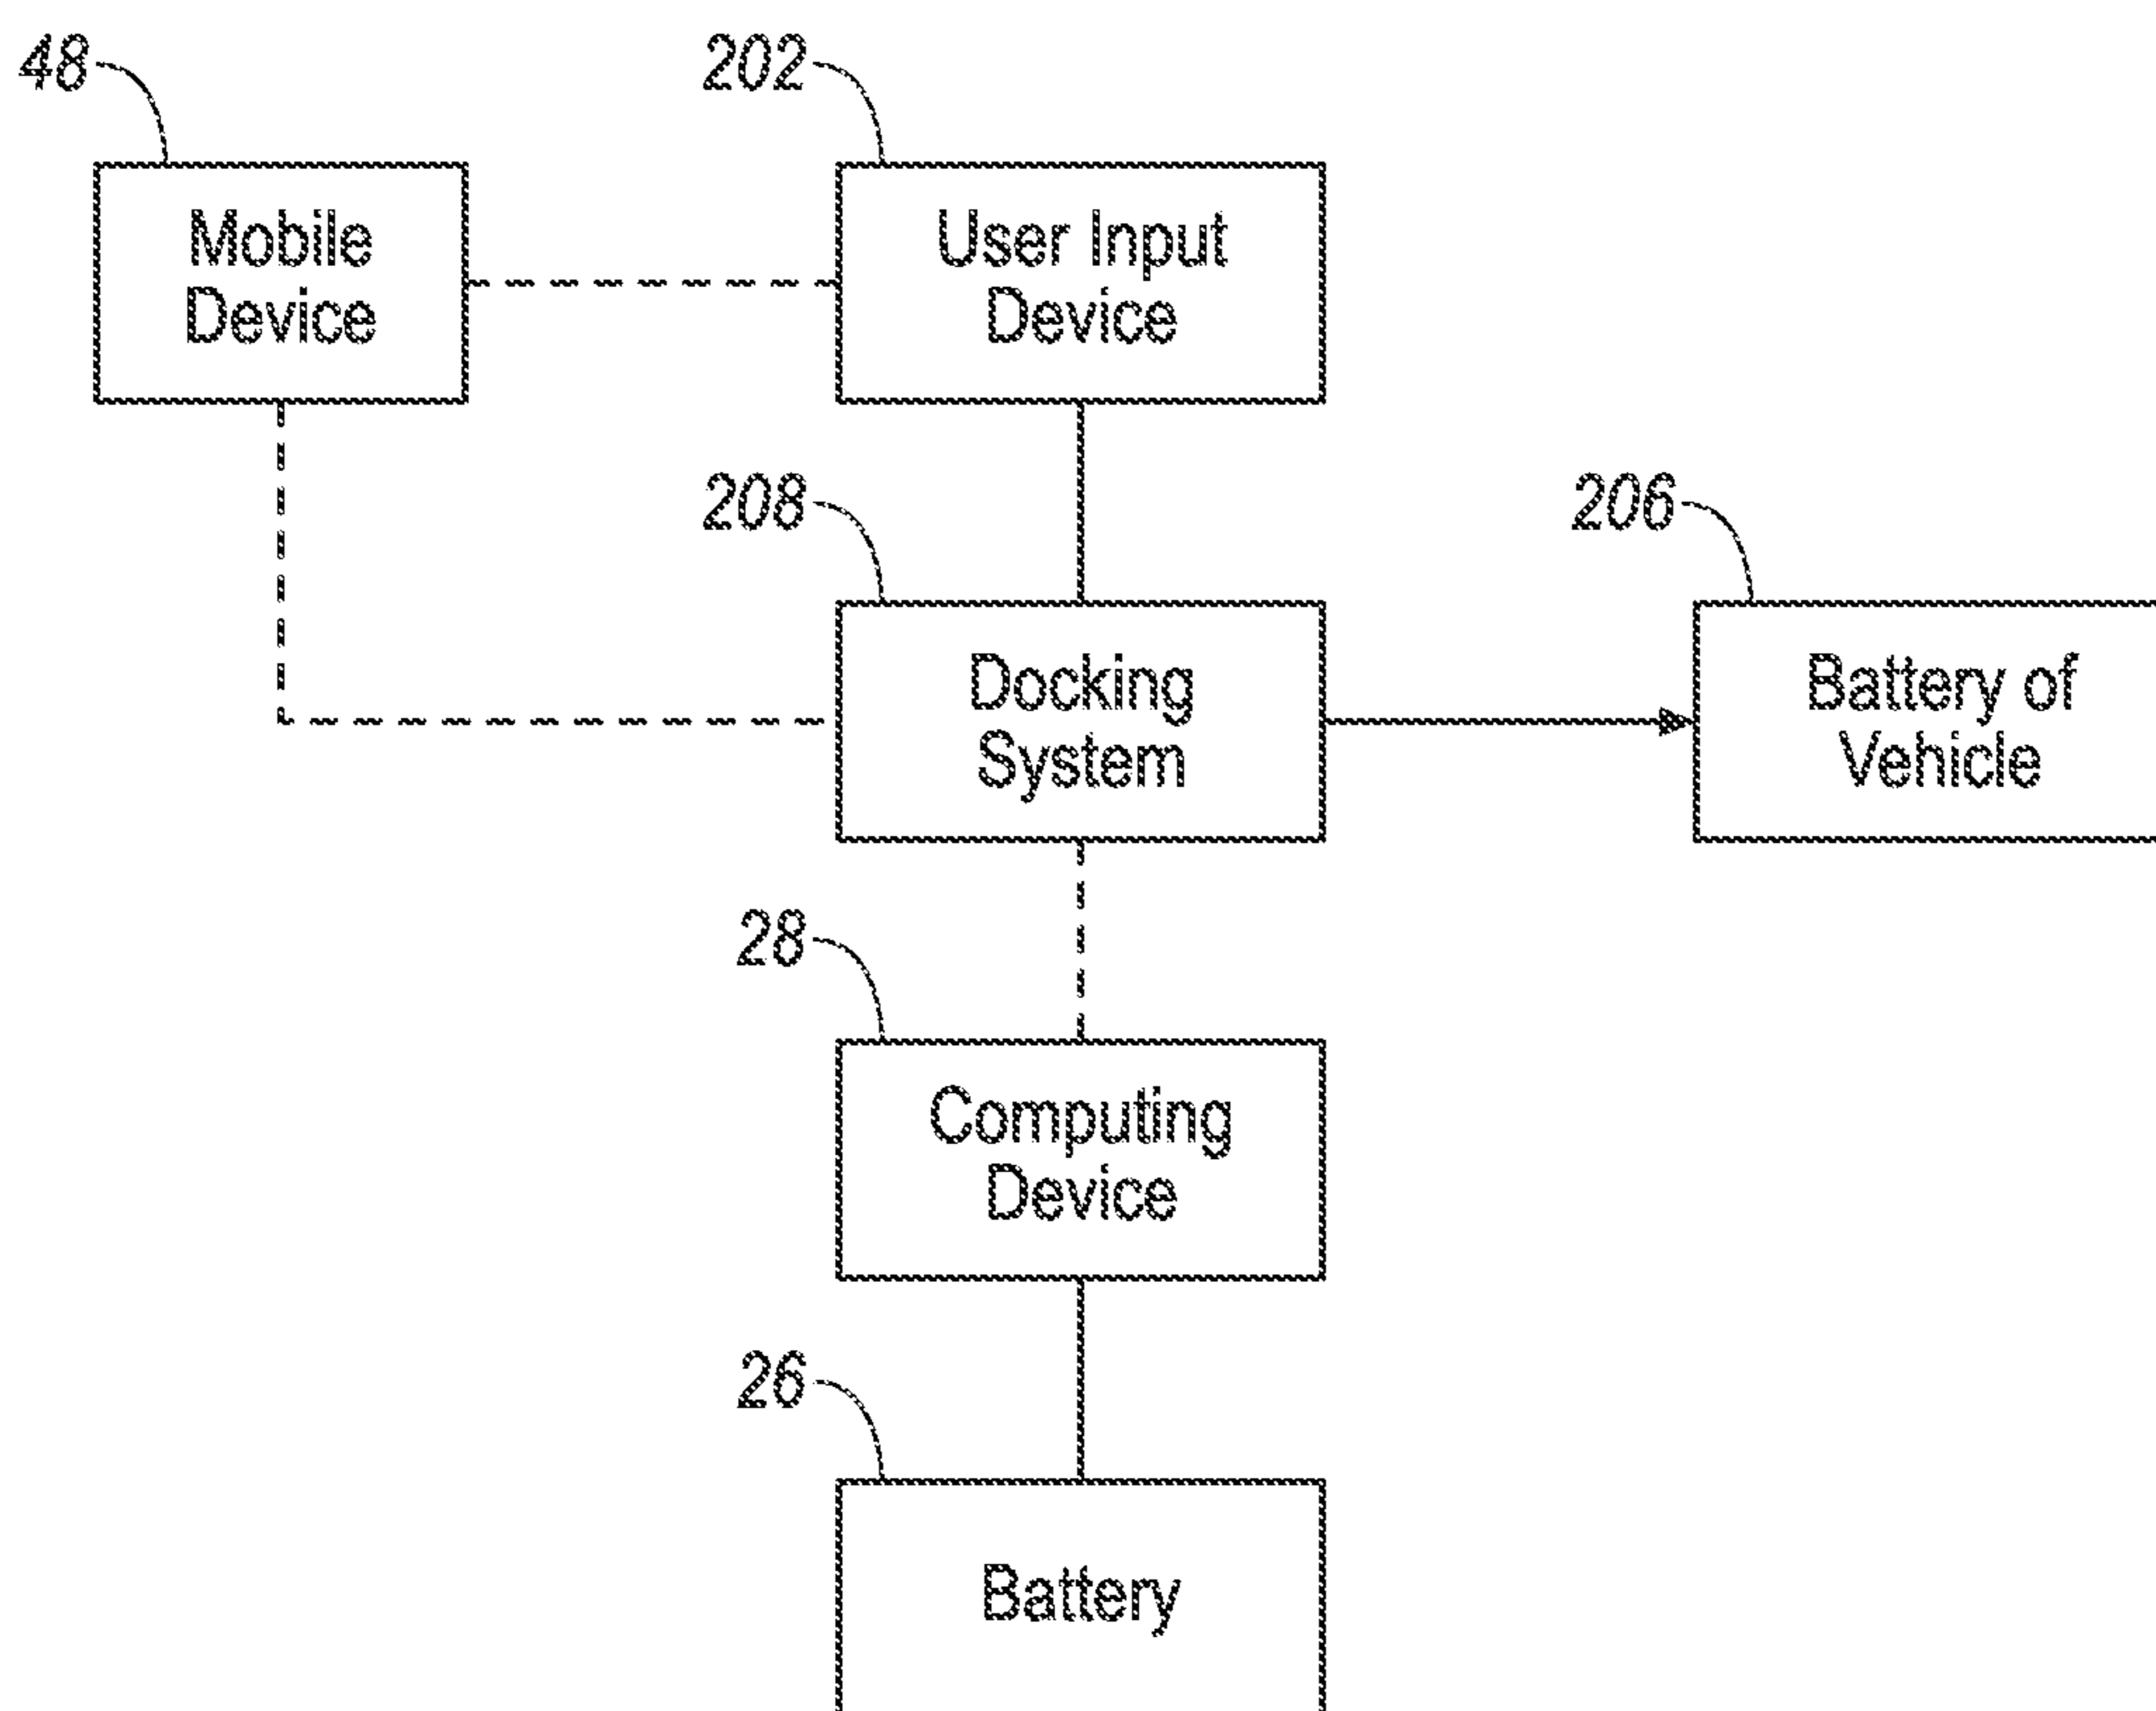 48
202
Mobile
Device
User Input
Device
208
206
Docking
System
Battery of
Vehicle
28
Computing
Device
26
Battery